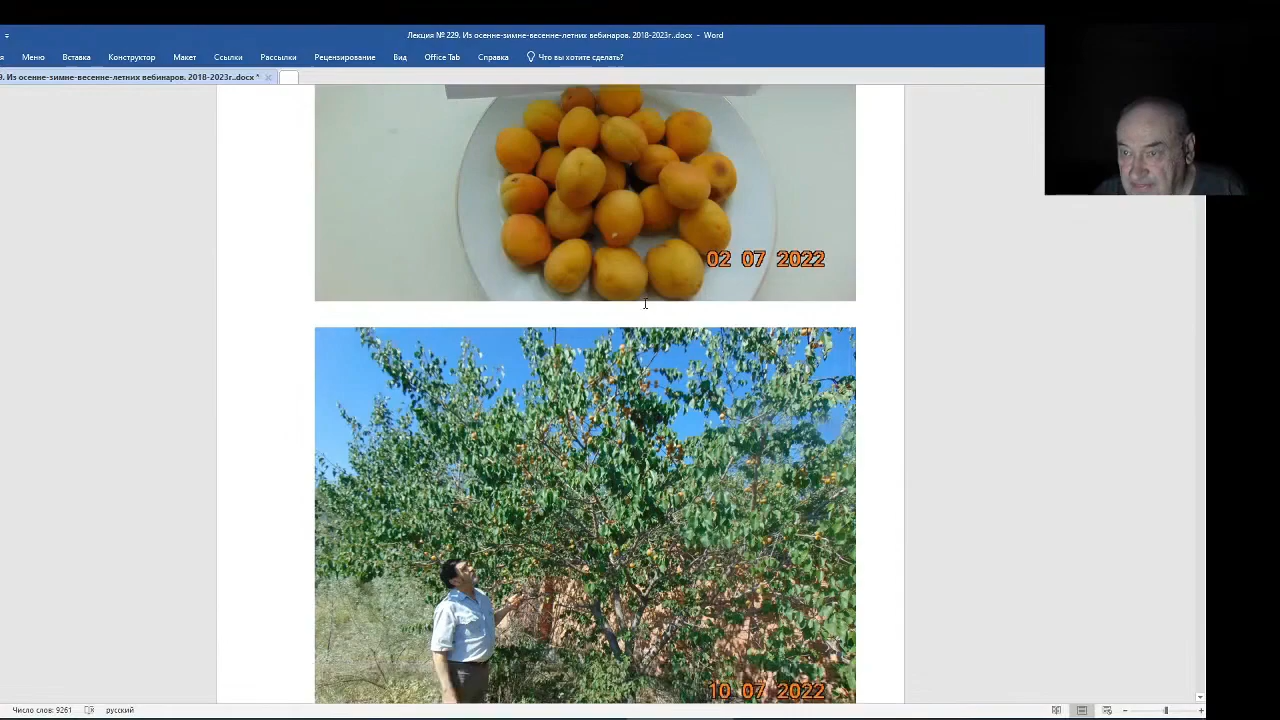 Лекция № 229. Из осенне-зимне-весенне-летних вебинаров. 2018-2023г..docx - Word
Меню Вставка Конструктор Макет Ссылки Рассылки Рецензирование Вид Office Tab Справка Что вы хотите сделать?
9. Из осенне-зимне-весенне-летних вебинаров. 2018-2023г..docx *
02 07 2022
10 07 2022
Число слов: 9261 русский